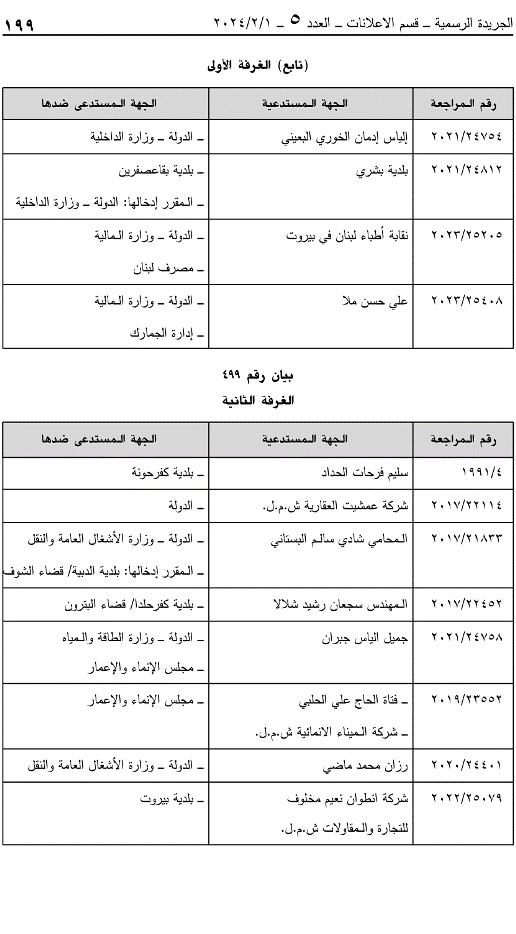 الجريدة الرسمية ـ قسم الاعلانات ـ العدد ٥ ـ ٢٠٢٤/٢/١ ١٩٩
(تابع) الغرفة الأولى
رقم المراجعة الجهة المستدعية الجهة المستدعى ضدها
٢٠٢١/٢٤٧٥٤ إلياس إدمان الخوري البعيني ـ الدولة ـ وزارة الداخلية
٢٠٢١/٢٤٨١٢ بلدية بشري ـ بلدية بقاعصفرين
ـ المقرر إدخالها: الدولة ـ وزارة الداخلية
٢٠٢٣/٢٥٢٠٥ نقابة أطباء لبنان في بيروت ـ الدولة ـ وزارة المالية
ـ مصرف لبنان
٢٠٢٣/٢٥٤٠٨ علي حسن ملا ـ الدولة ـ وزارة المالية
ـ إدارة الجمارك
بيان رقم ٤٩٩
الغرفة الثانية
رقم المراجعة الجهة المستدعية الجهة المستدعى ضدها
١٩٩١/٤ سليم فرحات الحداد ـ بلدية كفرحونة
٢٠١٧/٢٢١١٤ شركة عمشيت العقارية ش.م.ل. ـ الدولة
٢٠١٧/٢١٨٣٣ المحامي شادي سالم البستاني ـ الدولة ـ وزارة الأشغال العامة والنقل
ـ المقرر إدخالها: بلدية الدبية/ قضاء الشوف
٢٠١٧/٢٢٤٥٢ المهندس سجعان رشيد شلالا ـ بلدية كفرحلدا/ قضاء البترون
٢٠٢١/٢٤٧٥٨ جميل الياس جبران ـ الدولة ـ وزارة الطاقة والمياه
ـ مجلس الإنماء والإعمار
٢٠١٩/٢٣٥٥٢ ـ فتاة الحاج علي الحلبي ـ مجلس الإنماء والإعمار
ـ شركة الميناء الانمائية ش.م.ل.
٢٠٢٠/٢٤٤٠١ رزان محمد ماضي ـ الدولة ـ وزارة الأشغال العامة والنقل
٢٠٢٢/٢٥٠٧٩ شركة انطوان نعيم مخلوف ـ بلدية بيروت
للتجارة والمقاولات ش.م.ل.